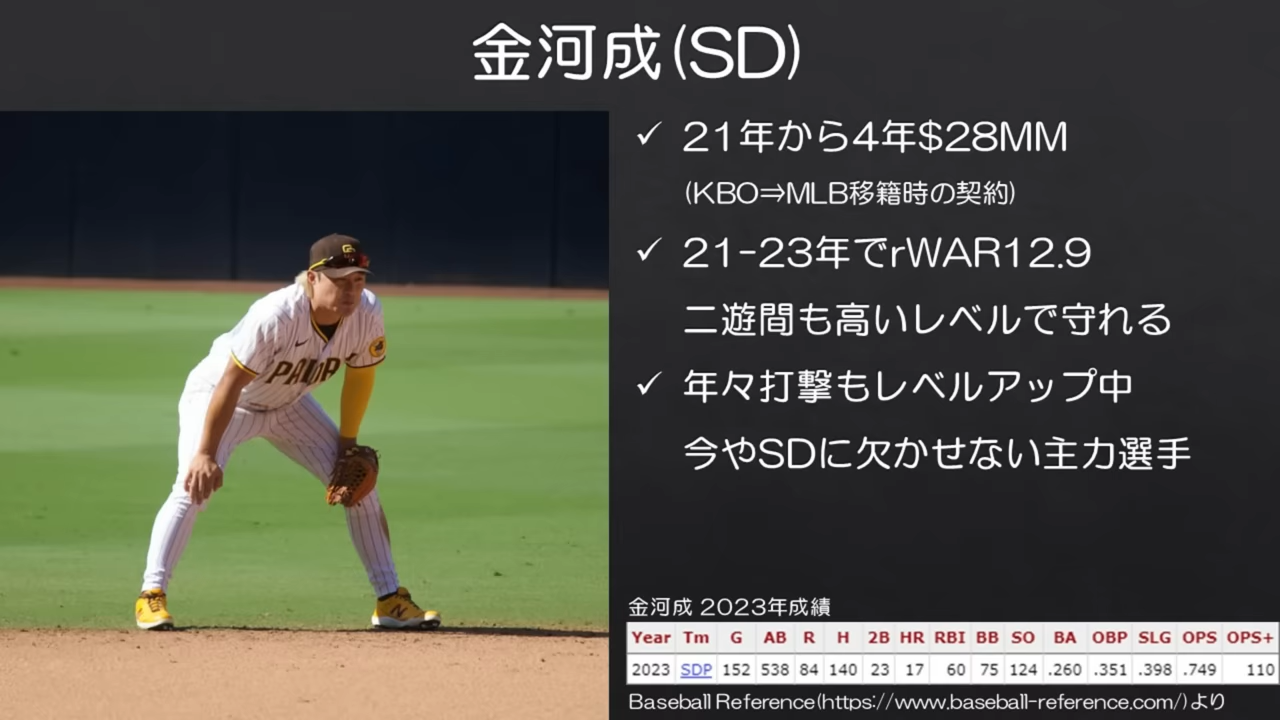 金河成(SD)
✓ 21年から4年$28MM
(KBO⇒MLB移籍時の契約)
✓ 21-23年でrWAR12.9
二遊間も高いレベルで守れる
✓ 年々打撃もレベルアップ中
今やSDに欠かせない主力選手
PADR
金河成 2023年成績
Year Tm G AB R H 2B HR RBI BB SO BA OBP SLG OPS OPS+
2023 SDP 152 538 84 140 23 17 60 75 124 .260 .351 .398 .749 110
Baseball Reference(https://www.baseball-reference.com/)より